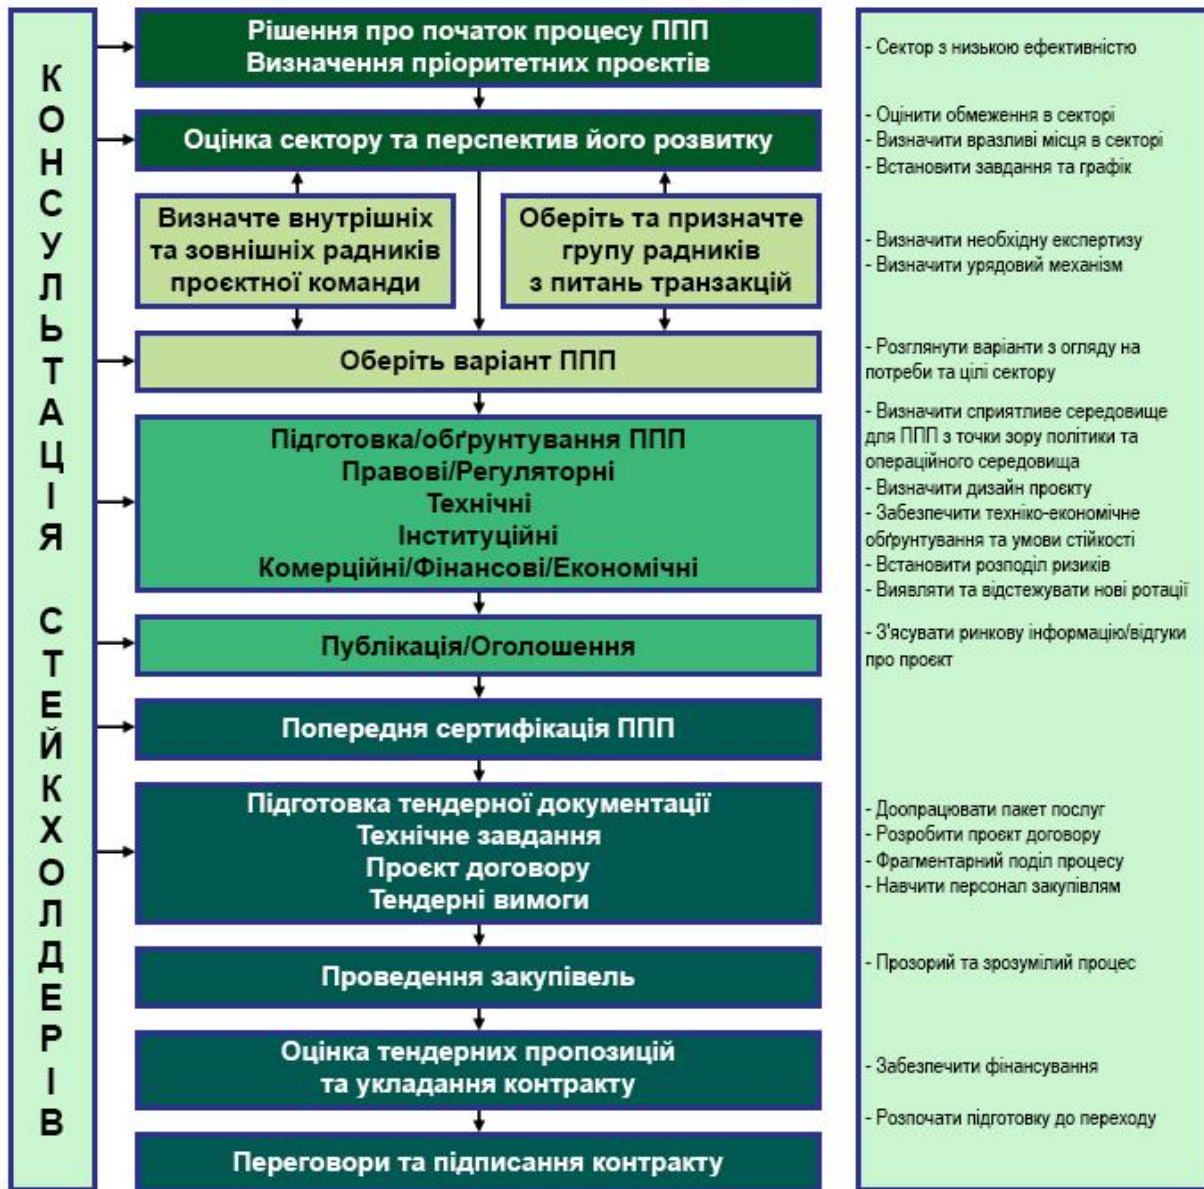 КОНСУЛЬТАЦІЯ СТЕЙКХОЛДЕРІВ
Рішення про початок процесу ППП
Визначення пріоритетних проєктів
Оцінка сектору та перспектив його розвитку
Визначте внутрішніх
та зовнішніх радників
проєктної команди
Оберіть та призначте
групу радників
з питань транзакцій
Оберіть варіант ППП
Підготовка/обґрунтування ППП
Правові/Регуляторні
Технічні
Інституційні
Комерційні/Фінансові/Економічні
Публікація/Оголошення
Попередня сертифікація ППП
Підготовка тендерної документації
Технічне завдання
Проєкт договору
Тендерні вимоги
Проведення закупівель
Оцінка тендерних пропозицій
та укладання контракту
Переговори та підписання контракту
- Сектор з низькою ефективністю
- Оцінити обмеження в секторі
- Визначити вразливі місця в секторі
- Встановити завдання та графік
- Визначити необхідну експертизу
- Визначити урядовий механізм
- Розглянути варіанти з огляду на
потреби та цілі сектору
- Визначити сприятливе середовище
для ППП з точки зору політики та
операційного середовища
- Визначити дизайн проєкту
- Забезпечити техніко-економічне
обґрунтування та умови стійкості
- Встановити розподіл ризиків
- Виявляти та відстежувати нові ротації
- З'ясувати ринкову інформацію/відгуки
про проєкт
- Доопрацювати пакет послуг
- Розробити проєкт договору
- Фрагментарний поділ процесу
- Навчити персонал закупівлям
- Прозорий та зрозумілий процес
- Забезпечити фінансування
- Розпочати підготовку до переходу